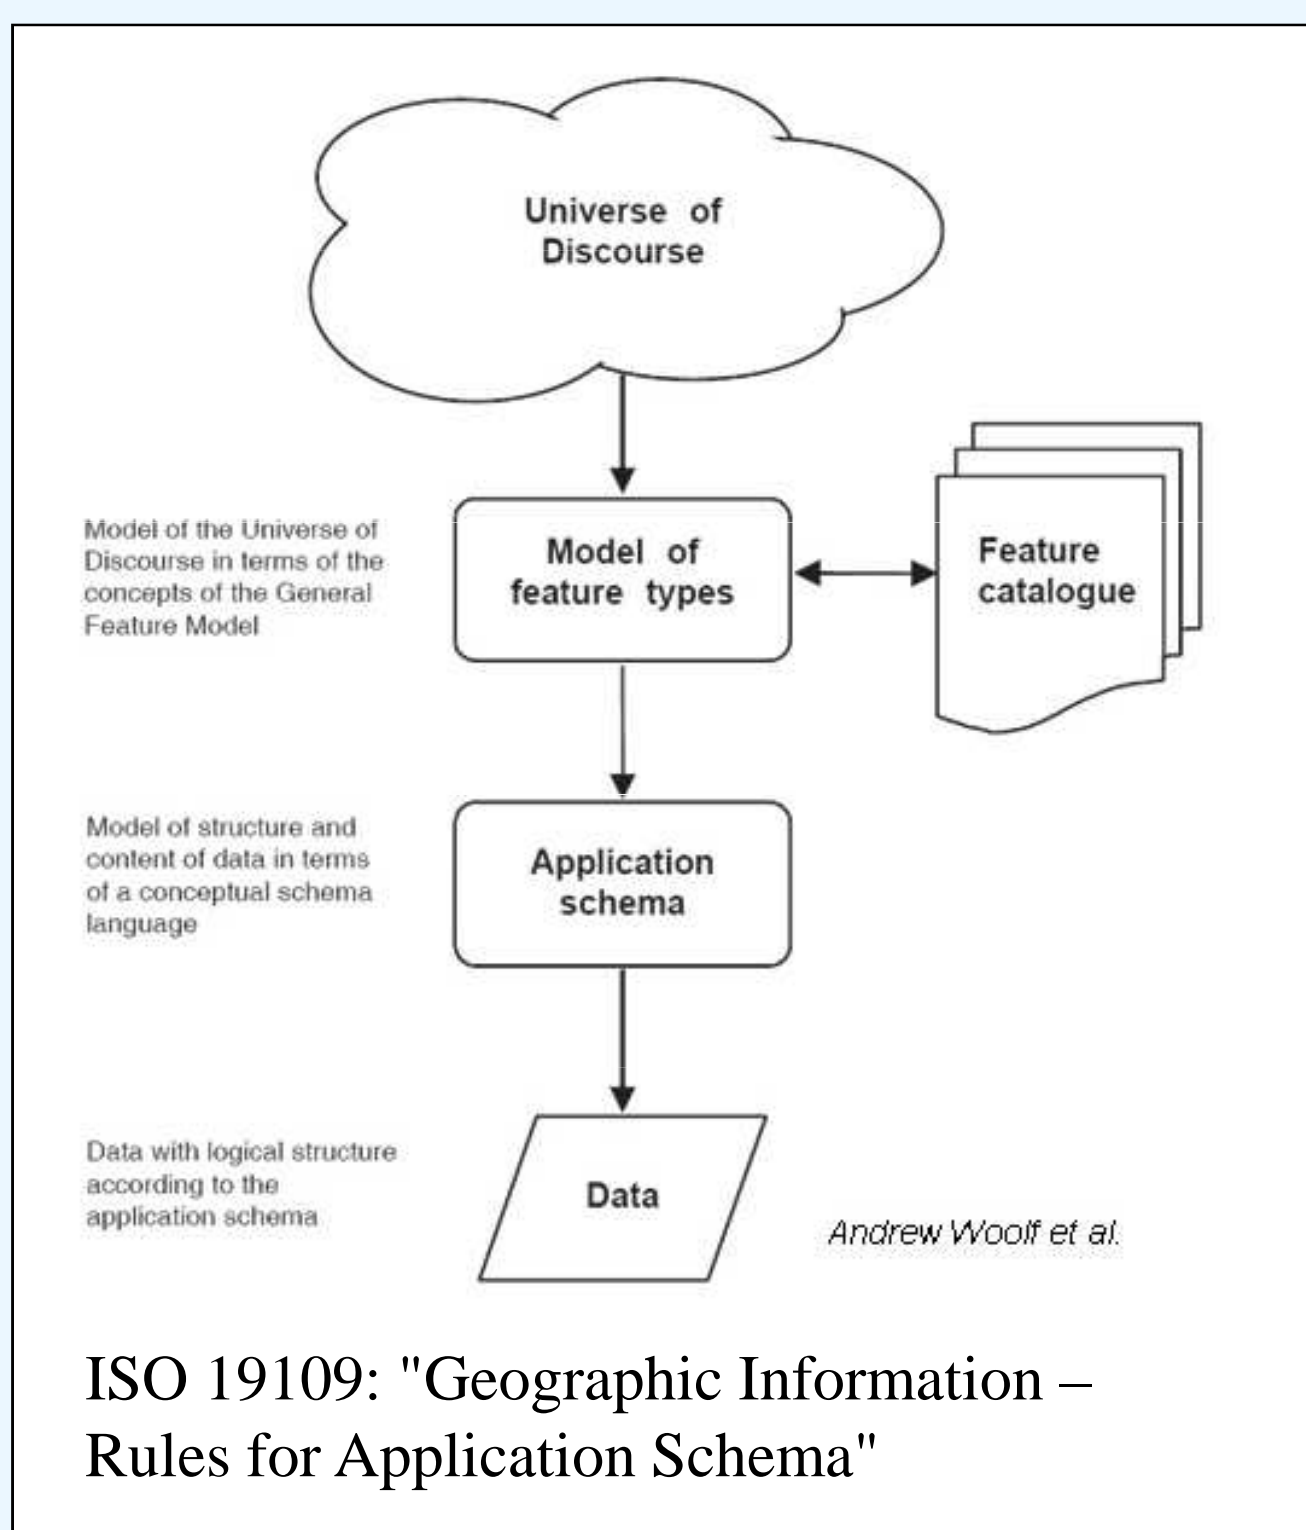 Universe of
Discourse
Model of the Universe of
Discourse in terms of the
concepts of the General
Feature Model
Model of
feature types
Feature
catalogue
Model of structure and
content of data in terms
of a conceptual schema
language
Application
schema
Data with logical structure
according to the
application schema
Data
Andrew Woolf et al.
ISO 19109: "Geographic Information –
Rules for Application Schema"